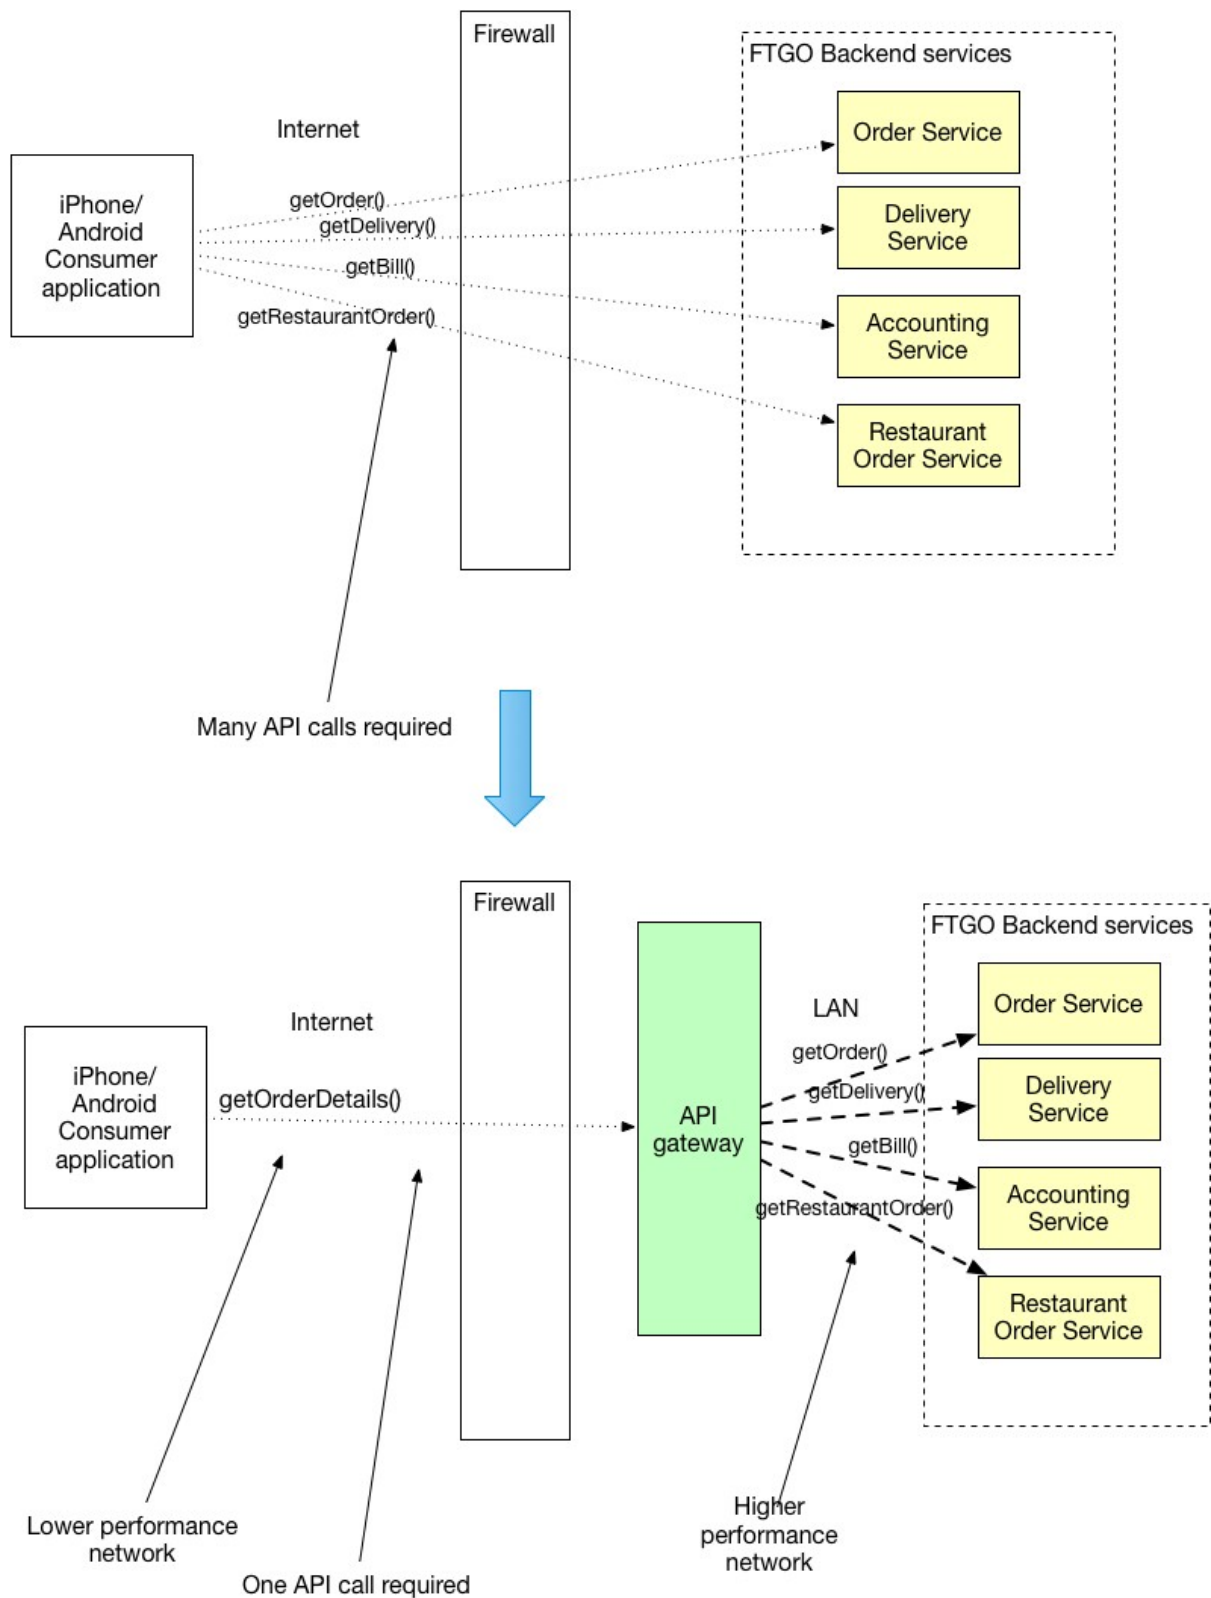 Firewall
FTGO Backend services
Order Service
Internet
iPhone/
Android
Consumer
application
getOrder()
getDelivery()
getBill()
getRestaurantOrder()
Delivery
Service
Accounting
Service
Restaurant
Order Service
Many API calls required
Firewall
FTGO Backend services
Order Service
LAN
Internet
iPhone/
Android
Consumer
application
getOrderDetails()
API
gateway
getOrder()
getDelivery()
getBill()
getRestaurantOrder()
Delivery
Service
Accounting
Service
Restaurant
Order Service
Lower performance
network
One API call required
Higher
performance
network